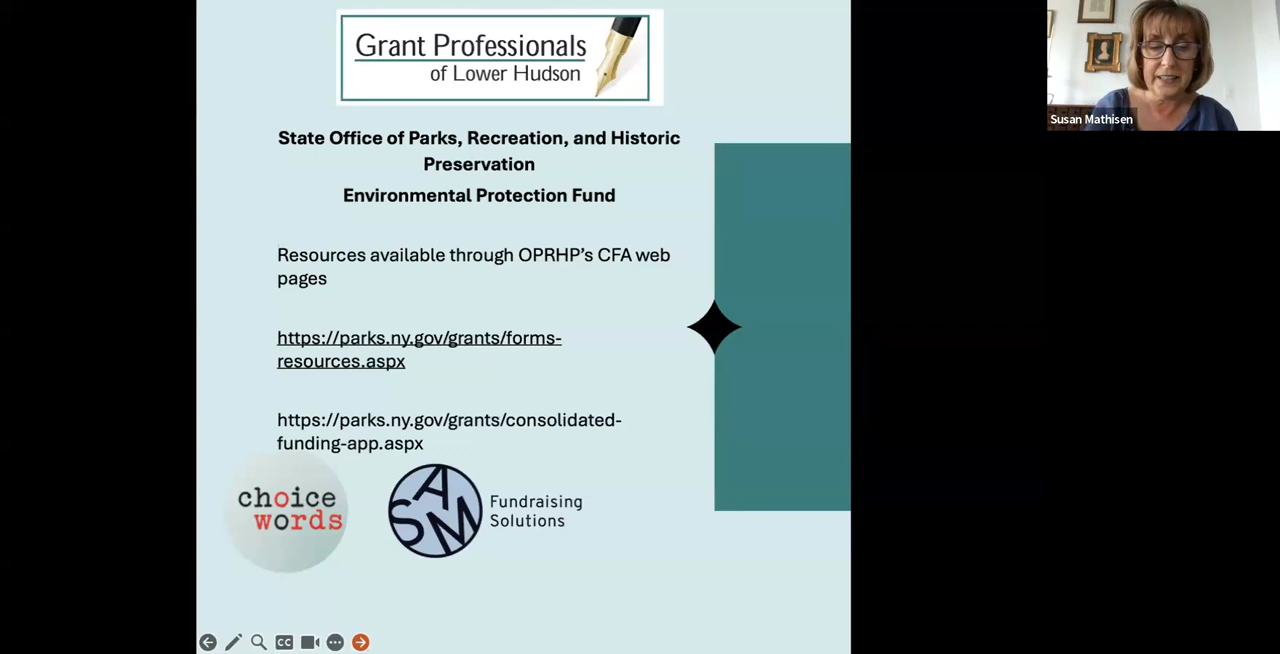 Grant Professionals
of Lower Hudson
Susan Mathisen
State Office of Parks, Recreation, and Historic
Preservation
Environmental Protection Fund
Resources available through OPRHP's CFA web
pages
https://parks.ny.gov/grants/forms-
resources.aspx
https://parks.ny.gov/grants/consolidated-
funding-app.aspx
choice
words
SAM
Fundraising
Solutions
CC